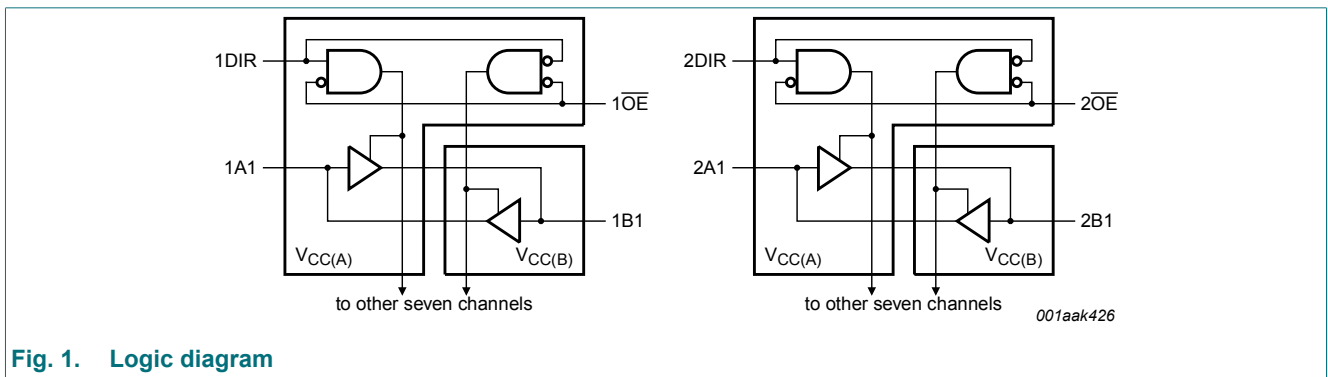 1DIR
1OE
1A1
1B1
VCC(A)
VCC(B)
to other seven channels
2DIR
2OE
2A1
2B1
VCC(A)
VCC(B)
to other seven channels
001aak426
Fig. 1. Logic diagram